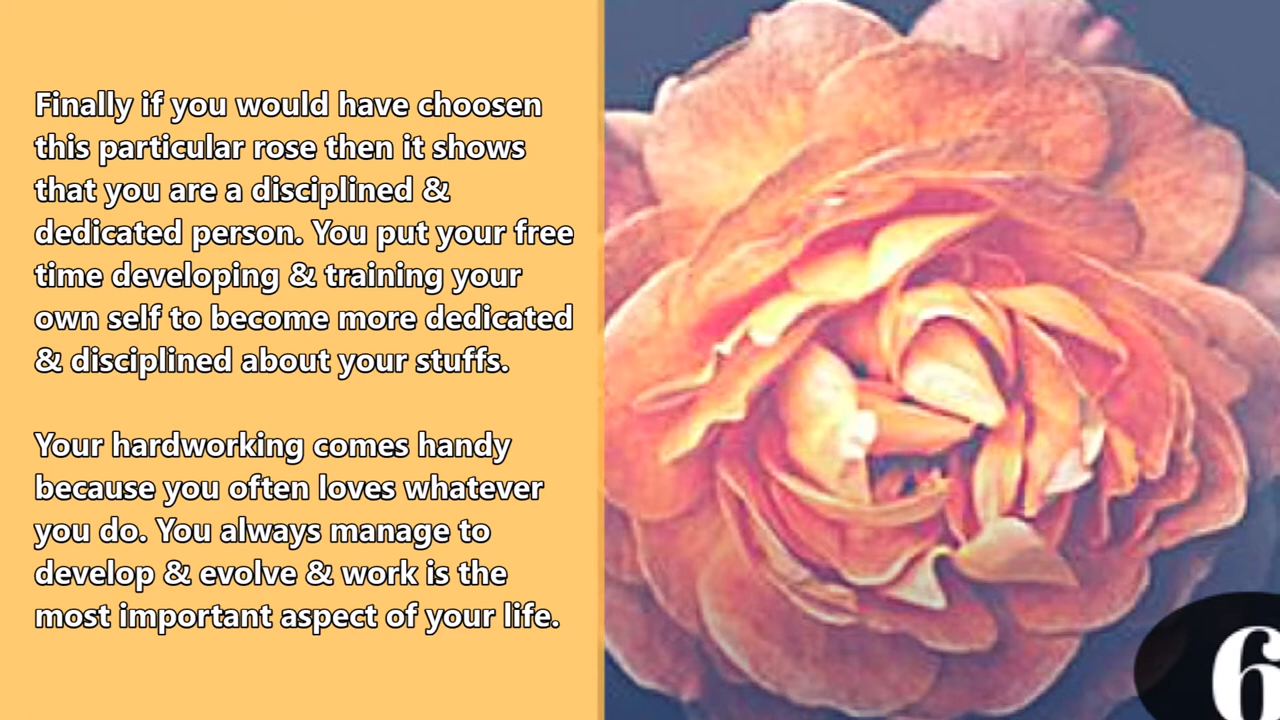 Finally if you would have choosen
this particular rose then it shows
that you are a disciplined &
dedicated person. You put your free
time developing & training your
own self to become more dedicated
& disciplined about your stuffs.
Your hardworking comes handy
because you often loves whatever
you do. You always manage to
develop & evolve & work is the
most important aspect of your life.
6